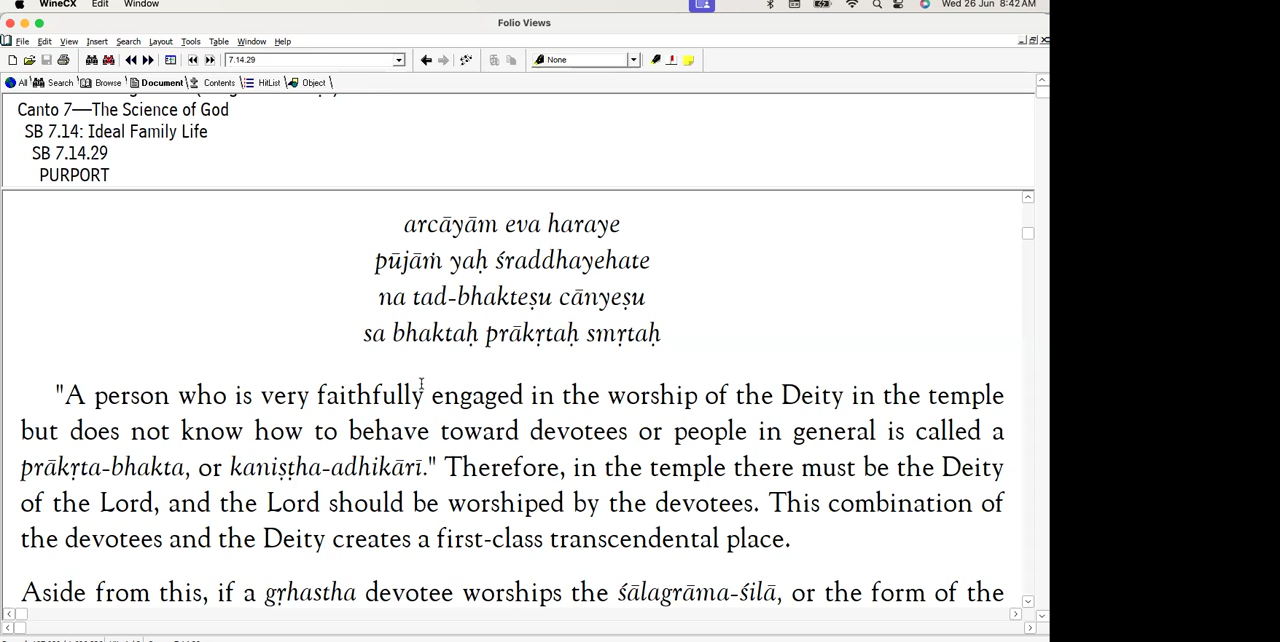 WineCX Edit Window
Wed 26 Jun 8:42 AM
Folio Views
File Edit View Insert Search Layout Tools Table Window Help
7.14.29
None
All Search Browse Document Contents HitList Object
Canto 7—The Science of God
SB 7.14: Ideal Family Life
SB 7.14.29
PURPORT
arcāyām eva haraye
pūjāṁ yaḥ śraddhayehate
na tad-bhakteṣu cānyeṣu
sa bhaktaḥ prākṛtaḥ smṛtaḥ
"A person who is very faithfully engaged in the worship of the Deity in the temple
but does not know how to behave toward devotees or people in general is called a
prākṛta-bhakta, or kaniṣṭha-adhikārī." Therefore, in the temple there must be the Deity
of the Lord, and the Lord should be worshiped by the devotees. This combination of
the devotees and the Deity creates a first-class transcendental place.
Aside from this, if a gṛhastha devotee worships the śālagrāma-śilā, or the form of the